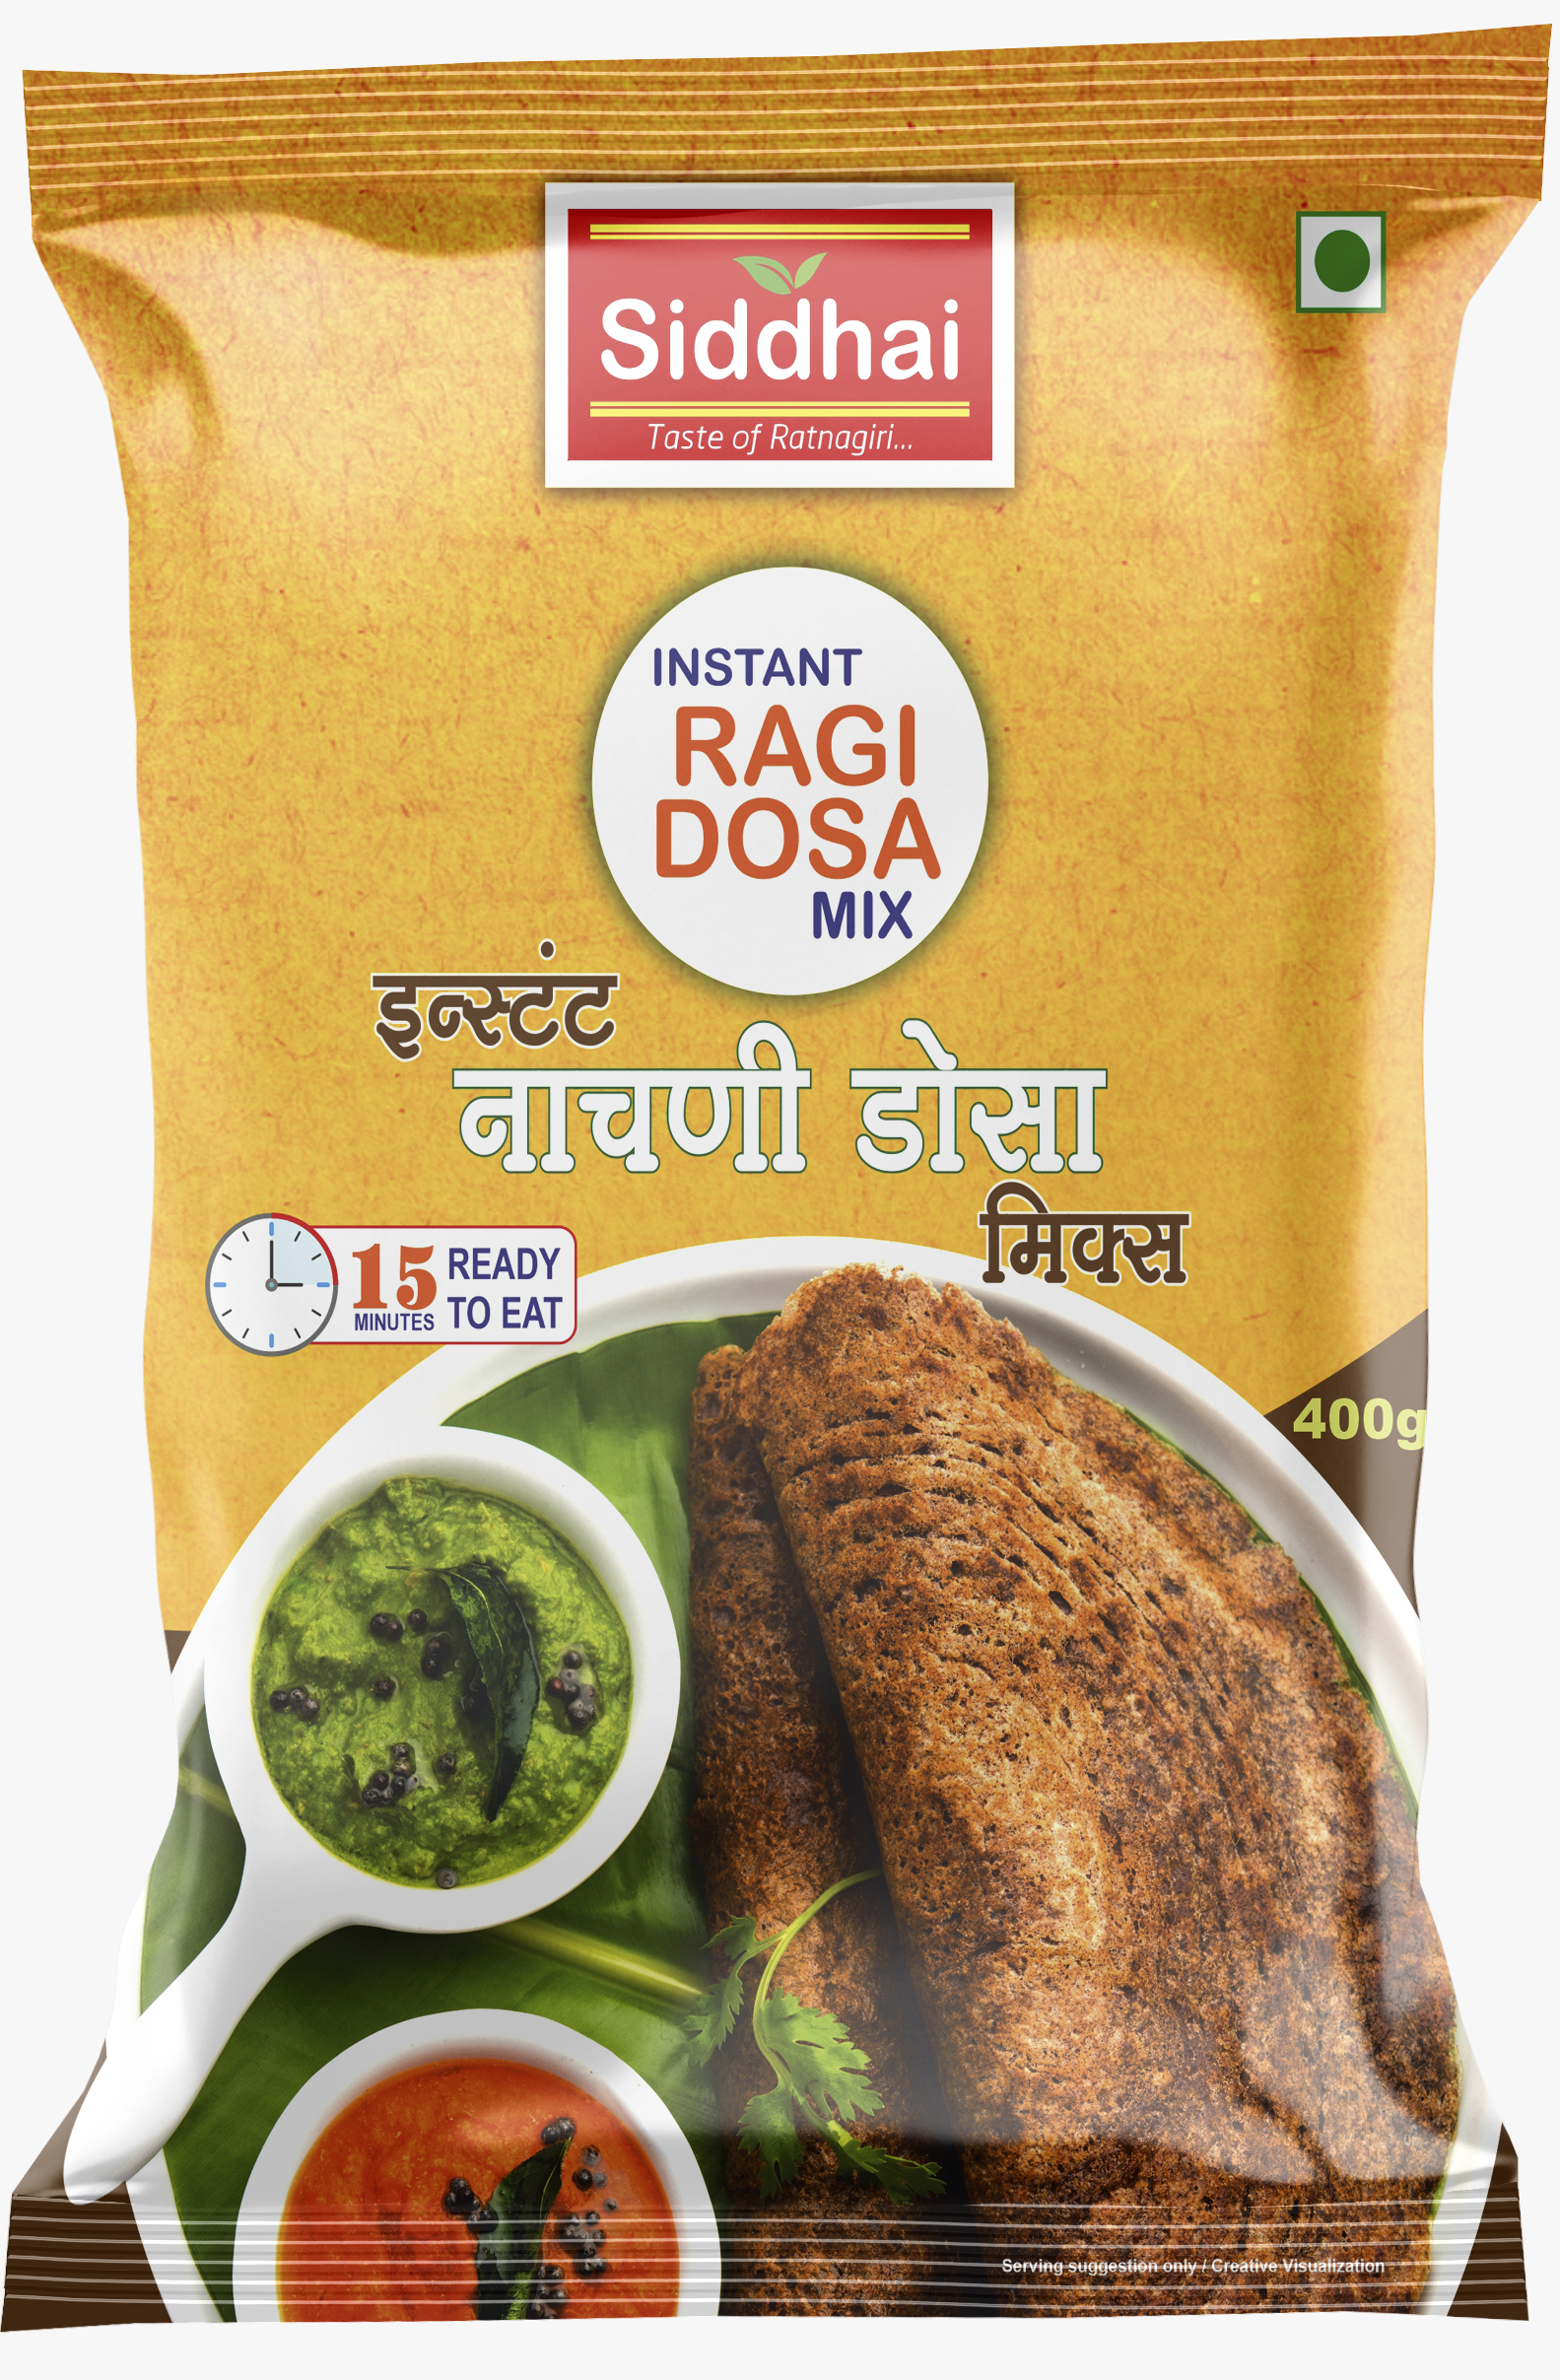 Siddhai
Taste of Ratnagiri...
INSTANT
RAGI
DOSA
MIX
इन्स्टंट
नाचणी डोसा
मिक्स
15
MINUTES
READY
TO EAT
400g
Serving suggestion only / Creative Visualization